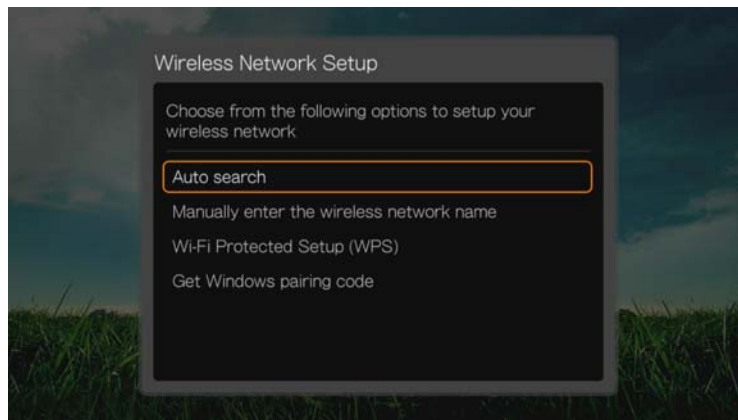 Wireless Network Setup
Choose from the following options to setup your
wireless network
Auto search
Manually enter the wireless network name
Wi-Fi Protected Setup (WPS)
Get Windows pairing code